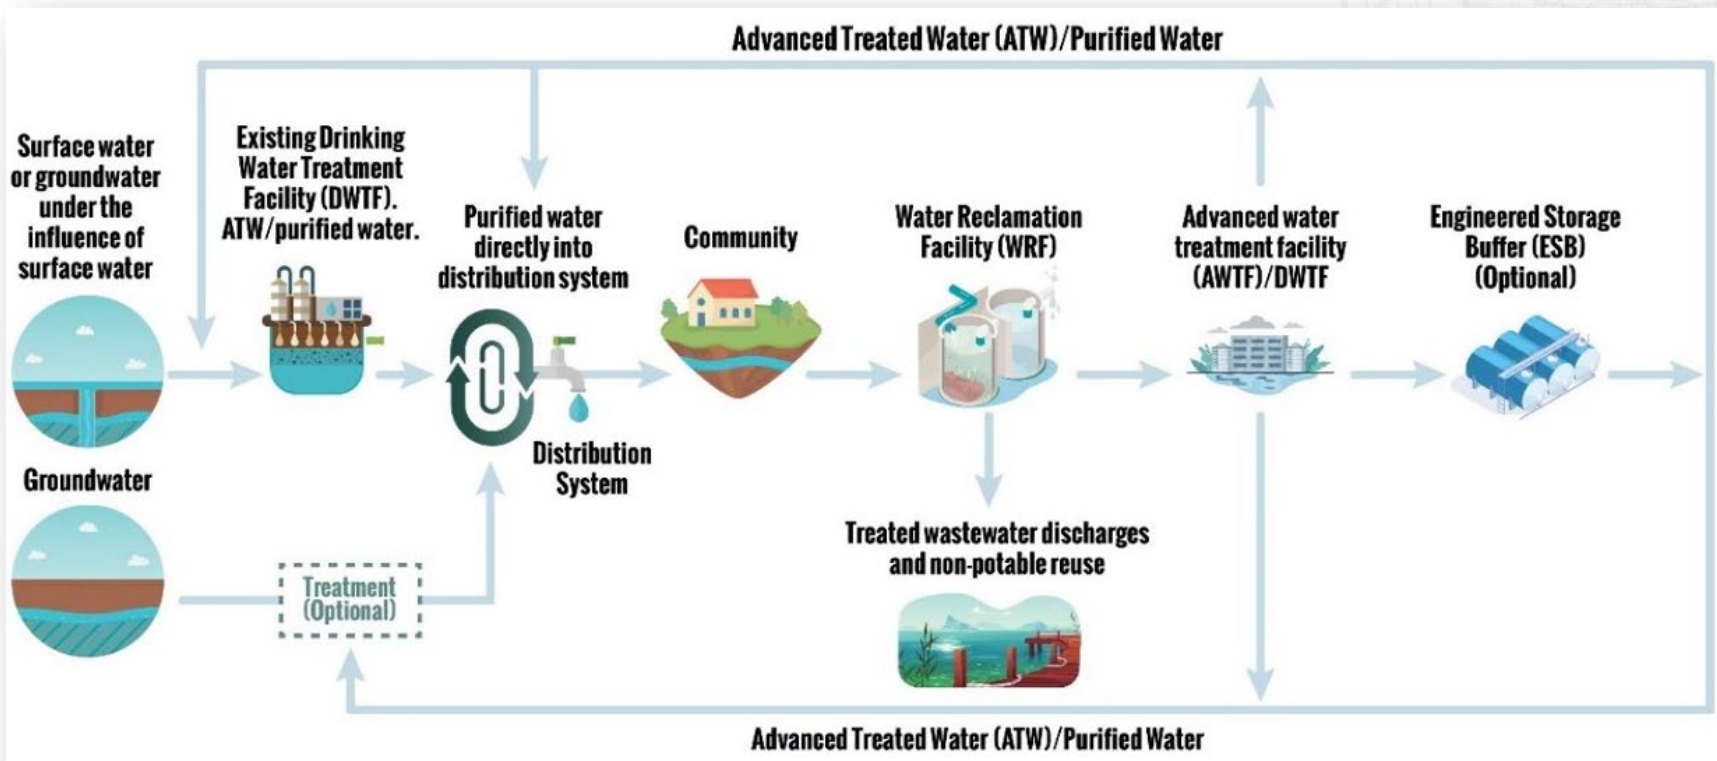 Advanced Treated Water (ATW)/Purified Water
Surface water
or groundwater
under the
influence of
surface water
Existing Drinking
Water Treatment
Facility (DWTF).
ATW/purified water.
Purified water
directly into
distribution system
Community
Water Reclamation
Facility (WRF)
Advanced water
treatment facility
(AWTF)/DWTF
Engineered Storage
Buffer (ESB)
(Optional)
Distribution
System
Groundwater
Treatment
(Optional)
Treated wastewater discharges
and non-potable reuse
Advanced Treated Water (ATW)/Purified Water